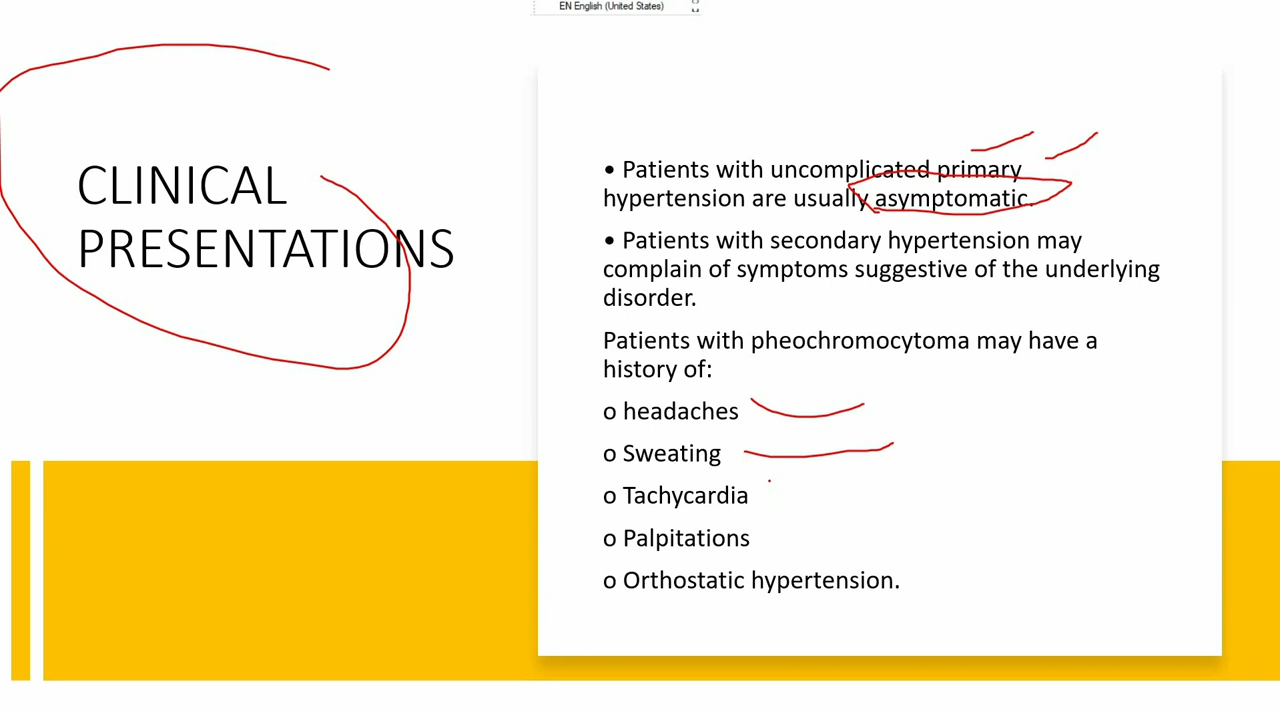 EN English (United States)
CLINICAL
PRESENTATIONS
• Patients with uncomplicated primary
hypertension are usually asymptomatic.
• Patients with secondary hypertension may
complain of symptoms suggestive of the underlying
disorder.
Patients with pheochromocytoma may have a
history of:
o headaches
o Sweating
o Tachycardia
o Palpitations
o Orthostatic hypertension.